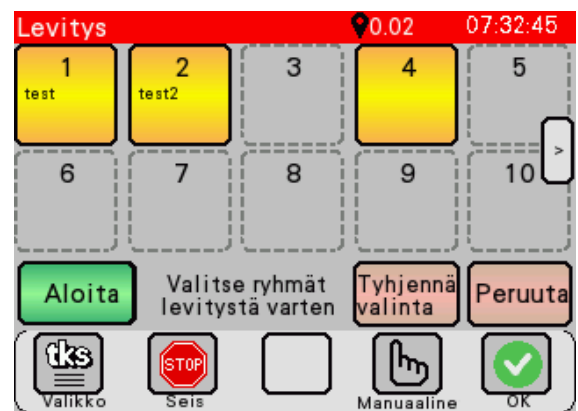 Levitys 0.02 07:32:45
1 2 3 4 5
test test2
>
6 7 8 9 10
Aloita Valitse ryhmät Tyhjennä Peruuta
levitystä varten valinta
tks STOP
Valikko Seis Manuaaline OK